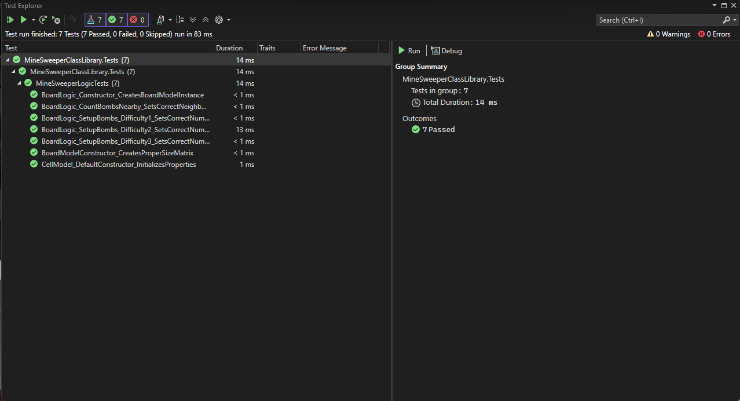 Test Explorer
7 7 0
Search (Ctrl+I)
Test run finished: 7 Tests (7 Passed, 0 Failed, 0 Skipped) run in 83 ms
0 Warnings 0 Errors
Test Duration Traits Error Message
MineSweeperClassLibrary.Tests (7) 14 ms
MineSweeperClassLibrary.Tests (7) 14 ms
MineSweeperLogicTests (7) 14 ms
BoardLogic_Constructor_CreatesBoardModelInstance < 1 ms
BoardLogic_CountBombsNearby_SetsCorrectNeighb... < 1 ms
BoardLogic_SetupBombs_Difficulty1_SetsCorrectNum... < 1 ms
BoardLogic_SetupBombs_Difficulty2_SetsCorrectNum... 13 ms
BoardLogic_SetupBombs_Difficulty3_SetsCorrectNum... < 1 ms
BoardModelConstructor_CreatesProperSizeMatrix < 1 ms
CellModel_DefaultConstructor_InitializesProperties 1 ms
Run Debug
Group Summary
MineSweeperClassLibrary.Tests
Tests in group: 7
Total Duration: 14 ms
Outcomes
7 Passed